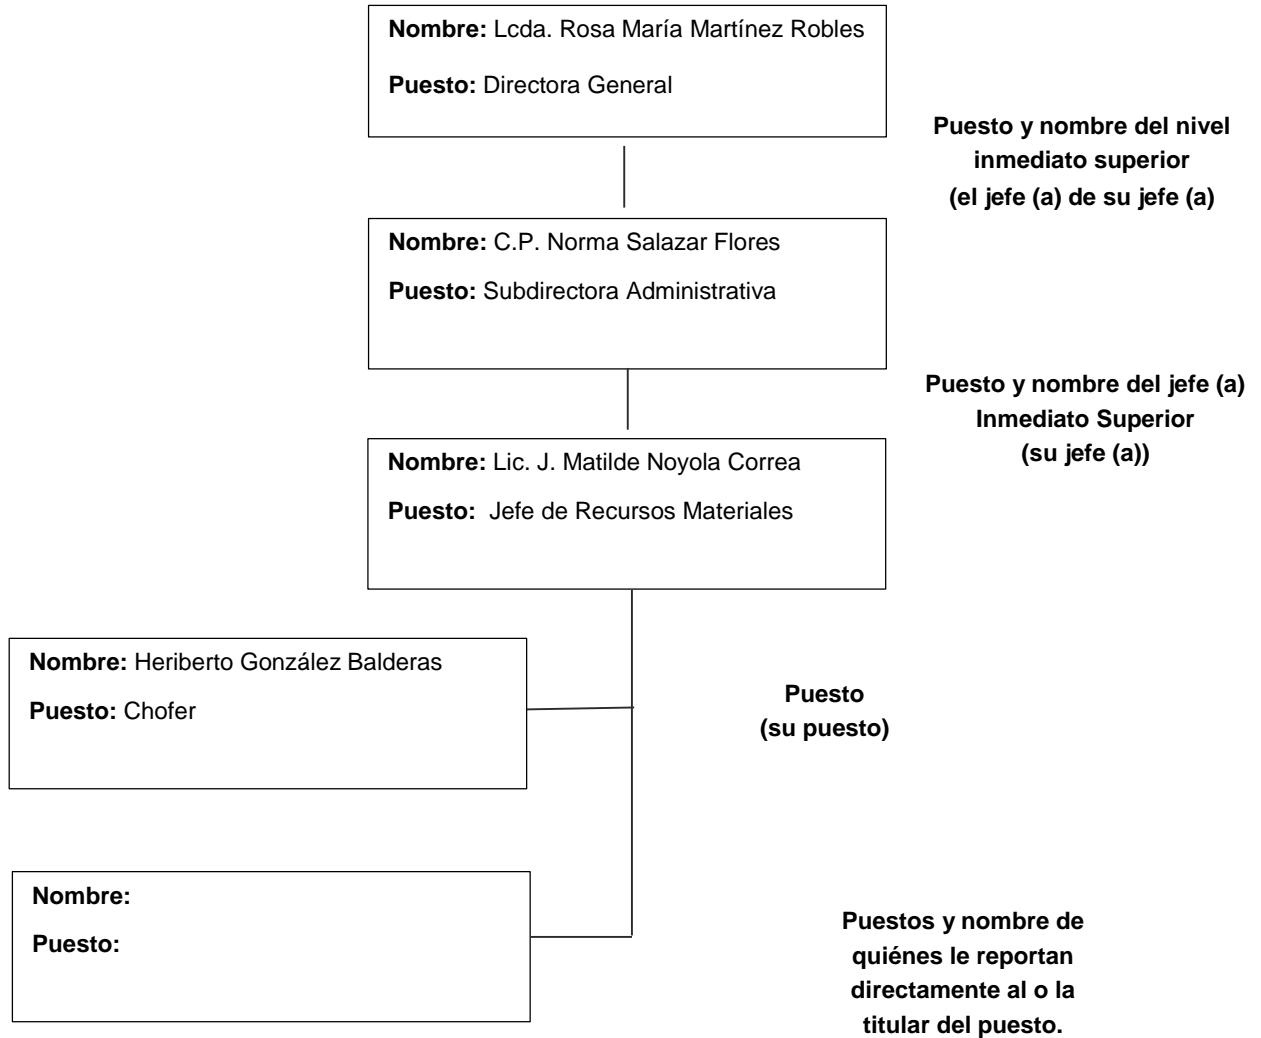 Nombre: Lcda. Rosa María Martínez Robles
Puesto: Directora General
Puesto y nombre del nivel
inmediato superior
(el jefe (a) de su jefe (a)
Nombre: C.P. Norma Salazar Flores
Puesto: Subdirectora Administrativa
Puesto y nombre del jefe (a)
Inmediato Superior
(su jefe (a))
Nombre: Lic. J. Matilde Noyola Correa
Puesto: Jefe de Recursos Materiales
Nombre: Heriberto González Balderas
Puesto: Chofer
Puesto
(su puesto)
Nombre:
Puesto:
Puestos y nombre de
quiénes le reportan
directamente al o la
titular del puesto.